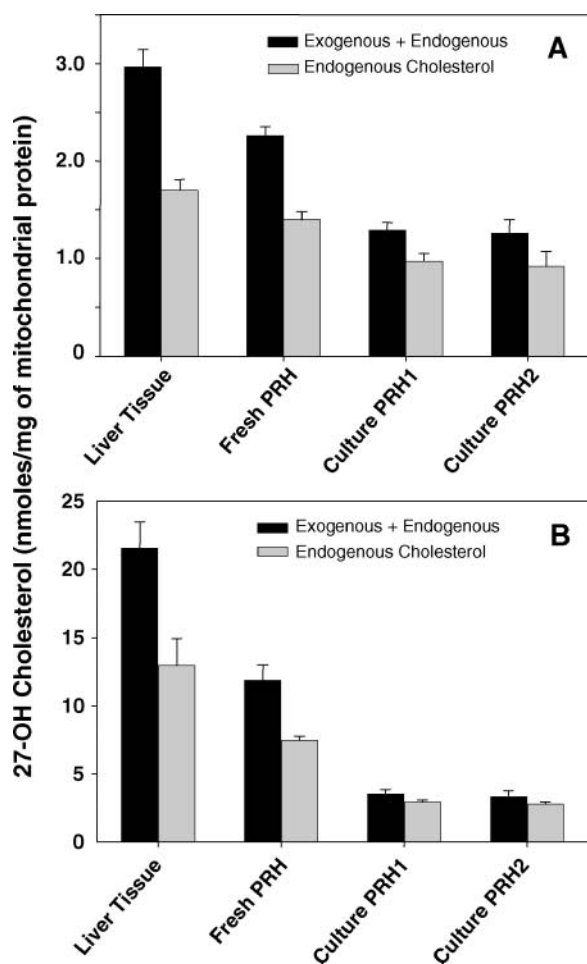 27-OH Cholesterol (nmoles/mg of mitochondrial protein)
A
Exogenous + Endogenous
Endogenous Cholesterol
3.0
2.0
1.0
0
Liver Tissue
Fresh PRH
Culture PRH1
Culture PRH2
B
Exogenous + Endogenous
Endogenous Cholesterol
25
20
15
10
5
0
Liver Tissue
Fresh PRH
Culture PRH1
Culture PRH2